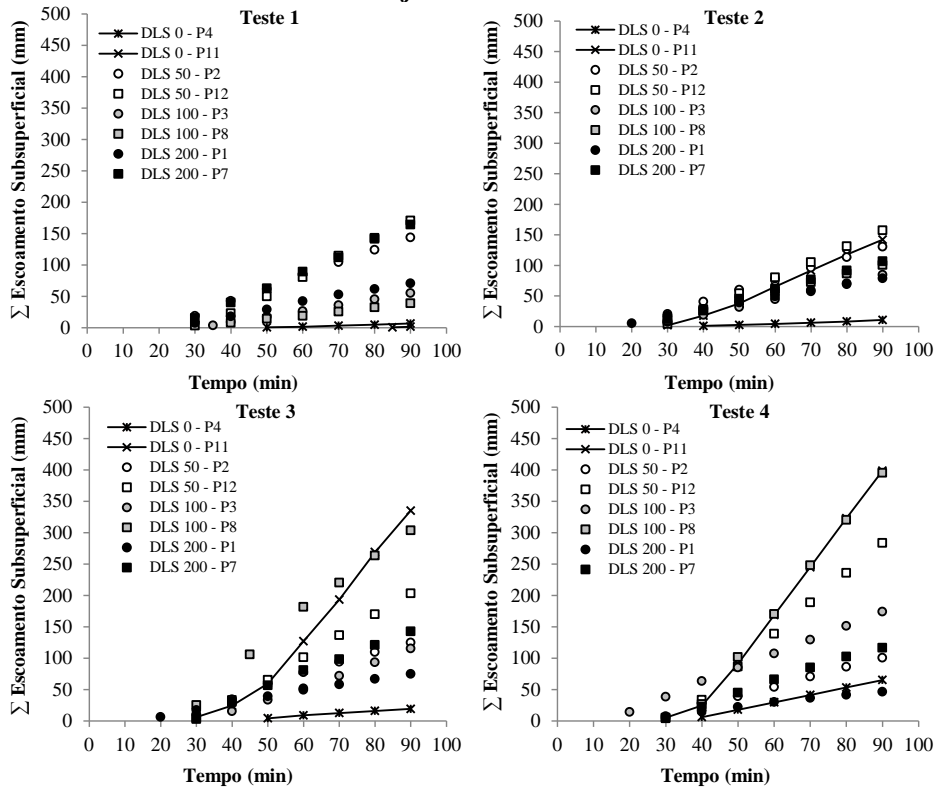 Teste 1
∑ Escoamento Subsuperficial (mm)
500
450
400
350
300
250
200
150
100
50
0
DLS 0 - P4
DLS 0 - P11
DLS 50 - P2
DLS 50 - P12
DLS 100 - P3
DLS 100 - P8
DLS 200 - P1
DLS 200 - P7
0 10 20 30 40 50 60 70 80 90 100
Tempo (min)
Teste 2
∑ Escoamento Subsuperficial (mm)
500
450
400
350
300
250
200
150
100
50
0
DLS 0 - P4
DLS 0 - P11
DLS 50 - P2
DLS 50 - P12
DLS 100 - P3
DLS 100 - P8
DLS 200 - P1
DLS 200 - P7
0 10 20 30 40 50 60 70 80 90 100
Tempo (min)
Teste 3
∑ Escoamento Subsuperficial (mm)
500
450
400
350
300
250
200
150
100
50
0
DLS 0 - P4
DLS 0 - P11
DLS 50 - P2
DLS 50 - P12
DLS 100 - P3
DLS 100 - P8
DLS 200 - P1
DLS 200 - P7
0 10 20 30 40 50 60 70 80 90 100
Tempo (min)
Teste 4
∑ Escoamento Subsuperficial (mm)
500
450
400
350
300
250
200
150
100
50
0
DLS 0 - P4
DLS 0 - P11
DLS 50 - P2
DLS 50 - P12
DLS 100 - P3
DLS 100 - P8
DLS 200 - P1
DLS 200 - P7
0 10 20 30 40 50 60 70 80 90 100
Tempo (min)